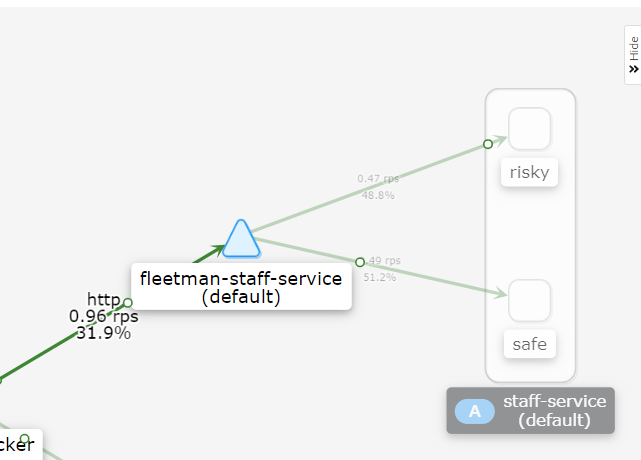 Hide
0.47 rps
48.8%
risky
.49 rps
51.2%
fleetman-staff-service
(default)
http
0.96 rps
31.9%
safe
A staff-service
(default)
cker